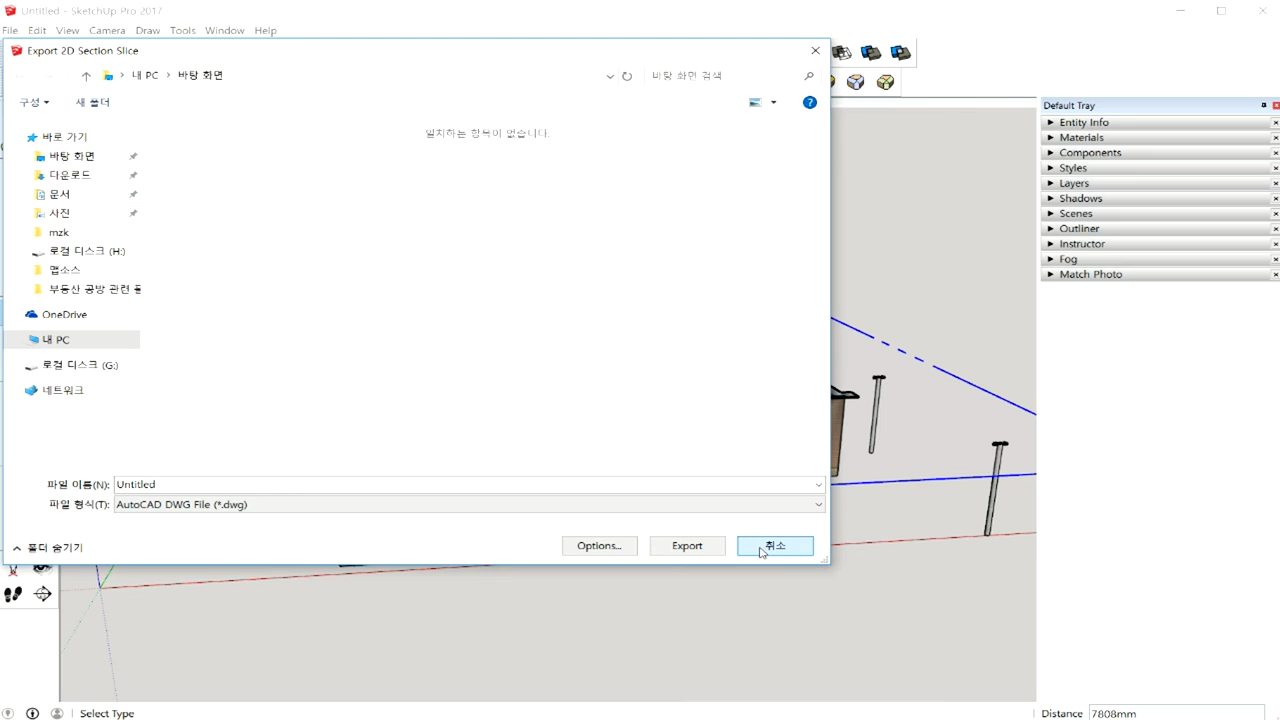 Untitled - SketchUp Pro 2017
File Edit View Camera Draw Tools Window Help
Export 2D Section Slice
내 PC 바탕 화면
바탕 화면 검색
구성 새 폴더
일치하는 항목이 없습니다.
바로 가기
바탕 화면
다운로드
문서
사진
mzk
로컬 디스크 (H:)
맵소스
부동산 공방 관련
OneDrive
내 PC
로컬 디스크 (G:)
네트워크
파일 이름(N): Untitled
파일 형식(T): AutoCAD DWG File (*.dwg)
폴더 숨기기
Options... Export 취소
Default Tray
Entity Info
Materials
Components
Styles
Layers
Shadows
Scenes
Outliner
Instructor
Fog
Match Photo
Select Type
Distance 7808mm